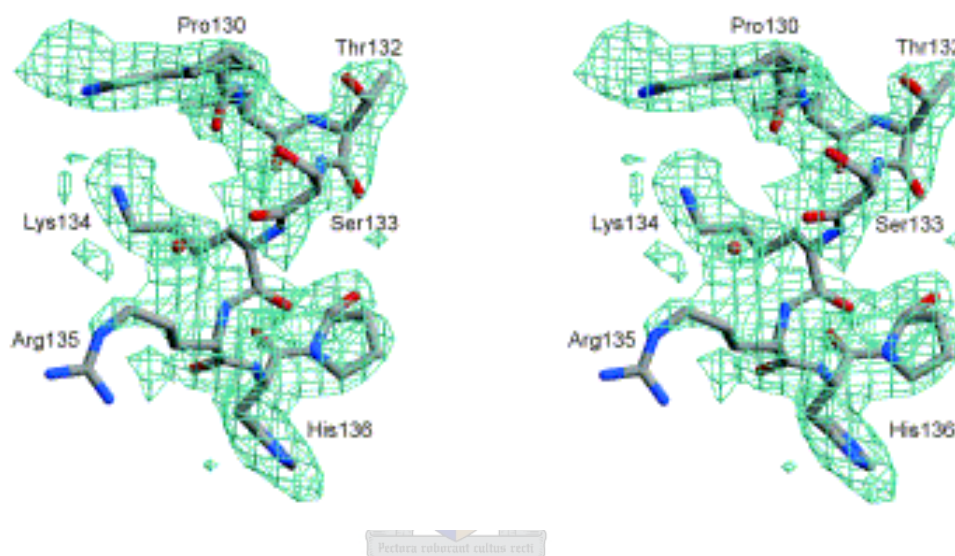 Pro130
Thr132
Lys134
Ser133
Arg135
His136
Pro130
Thr132
Lys134
Ser133
Arg135
His136
Pectora roborant cultus recti